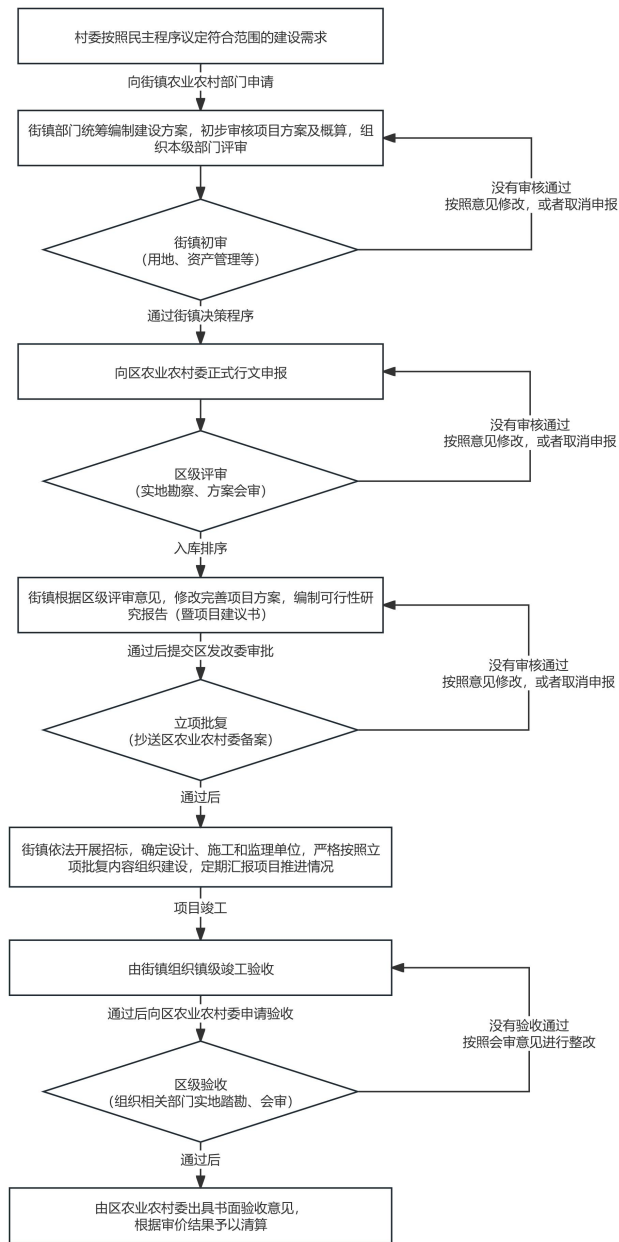 村委按照民主程序议定符合范围的建设需求
向街镇农业农村部门申请
街镇部门统筹编制建设方案，初步审核项目方案及概算，组
织本级部门评审
没有审核通过
按照意见修改，或者取消申报
街镇初审
（用地、资产管理等）
通过街镇决策程序
向区农业农村委正式行文申报
没有审核通过
按照意见修改，或者取消申报
区级评审
（实地勘察、方案会审）
入库排序
街镇根据区级评审意见，修改完善项目方案，编制可行性研
究报告（暨项目建议书）
通过后提交区发改委审批
没有审核通过
按照意见修改，或者取消申报
立项批复
（抄送区农业农村委备案）
通过后
街镇依法开展招标，确定设计、施工和监理单位，严格按照立
项批复内容组织建设，定期汇报项目推进情况
项目竣工
由街镇组织镇级竣工验收
通过后向区农业农村委申请验收
没有验收通过
按照会审意见进行整改
区级验收
（组织相关部门实地踏勘、会审）
通过后
由区农业农村委出具书面验收意见，
根据审价结果予以清算